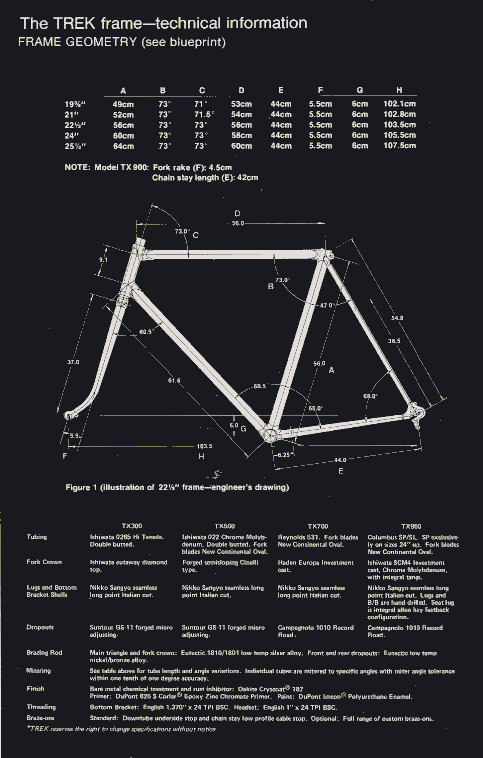 The TREK frame—technical information
FRAME GEOMETRY (see blueprint)
A B C D E F G H
19⅜" 49cm 73° 71° 53cm 44cm 5.5cm 6cm 102.1cm
21" 52cm 73° 71.5° 54cm 44cm 5.5cm 6cm 102.8cm
22½" 56cm 73° 73° 56cm 44cm 5.5cm 6cm 103.5cm
24" 60cm 73° 73° 58cm 44cm 5.5cm 6cm 105.5cm
25½" 64cm 73° 73° 60cm 44cm 5.5cm 6cm 107.5cm
NOTE: Model TX 900: Fork rake (F): 4.5cm
Chain stay length (E): 42cm
D
56.0
73.0° C
9.1
73.0°
B
47.0
54.8
36.5
60.5°
37.0
61.6
56.0
A
59.5°
68.0°
68.0°
6.0 G
5.5
F
103.5
H
6.25
44.0
E
Figure 1 (illustration of 22½" frame—engineer's drawing)
TX300 TX500 TX700 TX900
Tubing
Ishiwata 0265 Hi Tensile. Double butted.
Ishiwata 022 Chrome Molybdenum. Double butted. Fork blades New Continental Oval.
Reynolds 531. Fork blades New Continental Oval.
Columbus SP/SL. SP exclusively on sizes 24" up. Fork blades New Continental Oval.
Fork Crown
Ishiwata cutaway diamond top.
Forged semisloping Cinelli type.
Haden Europa Investment cast.
Ishiwata SCM4 Investment cast, Chrome Molybdenum, with integral tangs.
Lugs and Bottom Bracket Shells
Nikko Sangyo seamless long point Italian cut.
Nikko Sangyo seamless long point Italian cut.
Nikko Sangyo seamless long point Italian cut.
Nikko Sangyo seamless long point Italian cut. Lugs and B/B are hand drilled. Seat lug is integral allen key fastback configuration.
Dropouts
Suntour GS-11 forged micro adjusting.
Suntour GS-11 forged micro adjusting.
Campagnolo 1010 Record Road.
Campagnolo 1010 Record Road.
Brazing Rod
Main triangle and fork crown: Eutectic 1810/1601 low temp silver alloy. Front and rear dropouts: Eutectic low temp nickel/bronze alloy.
Mitering
See table above for tube length and angle variations. Individual tubes are mitered to specific angles with miter angle tolerance within one tenth of one degree accuracy.
Finish
Bare metal chemical treatment and rust inhibitor: Oakite Cryscoat® 187
Primer: DuPont 825 S Corlar® Epoxy Zinc Chromate Primer. Paint: DuPont Imron® Polyurethane Enamel.
Threading
Bottom Bracket: English 1.370" x 24 TPI BSC. Headset: English 1" x 24 TPI BSC.
Braze-ons
Standard: Downtube underside stop and chain stay low profile cable stop. Optional: Full range of custom braze-ons.
*TREK reserves the right to change specifications without notice